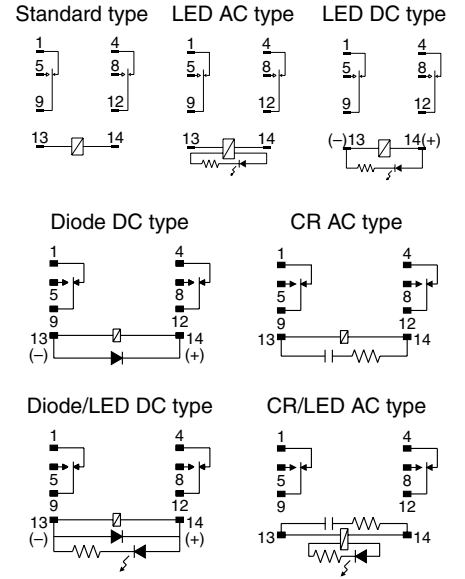 Standard type LED AC type LED DC type
1 4 1 4 1 4
5 8 5 8 5 8
9 12 9 12 9 12
13 14 13 14 (–)13 14(+)
Diode DC type CR AC type
1 4 1 4
5 8 5 8
9 12 9 12
13 14 13 14
(–) (+)
Diode/LED DC type CR/LED AC type
1 4 1 4
5 8 5 8
9 12 9 12
13 14 13 14
(–) (+)